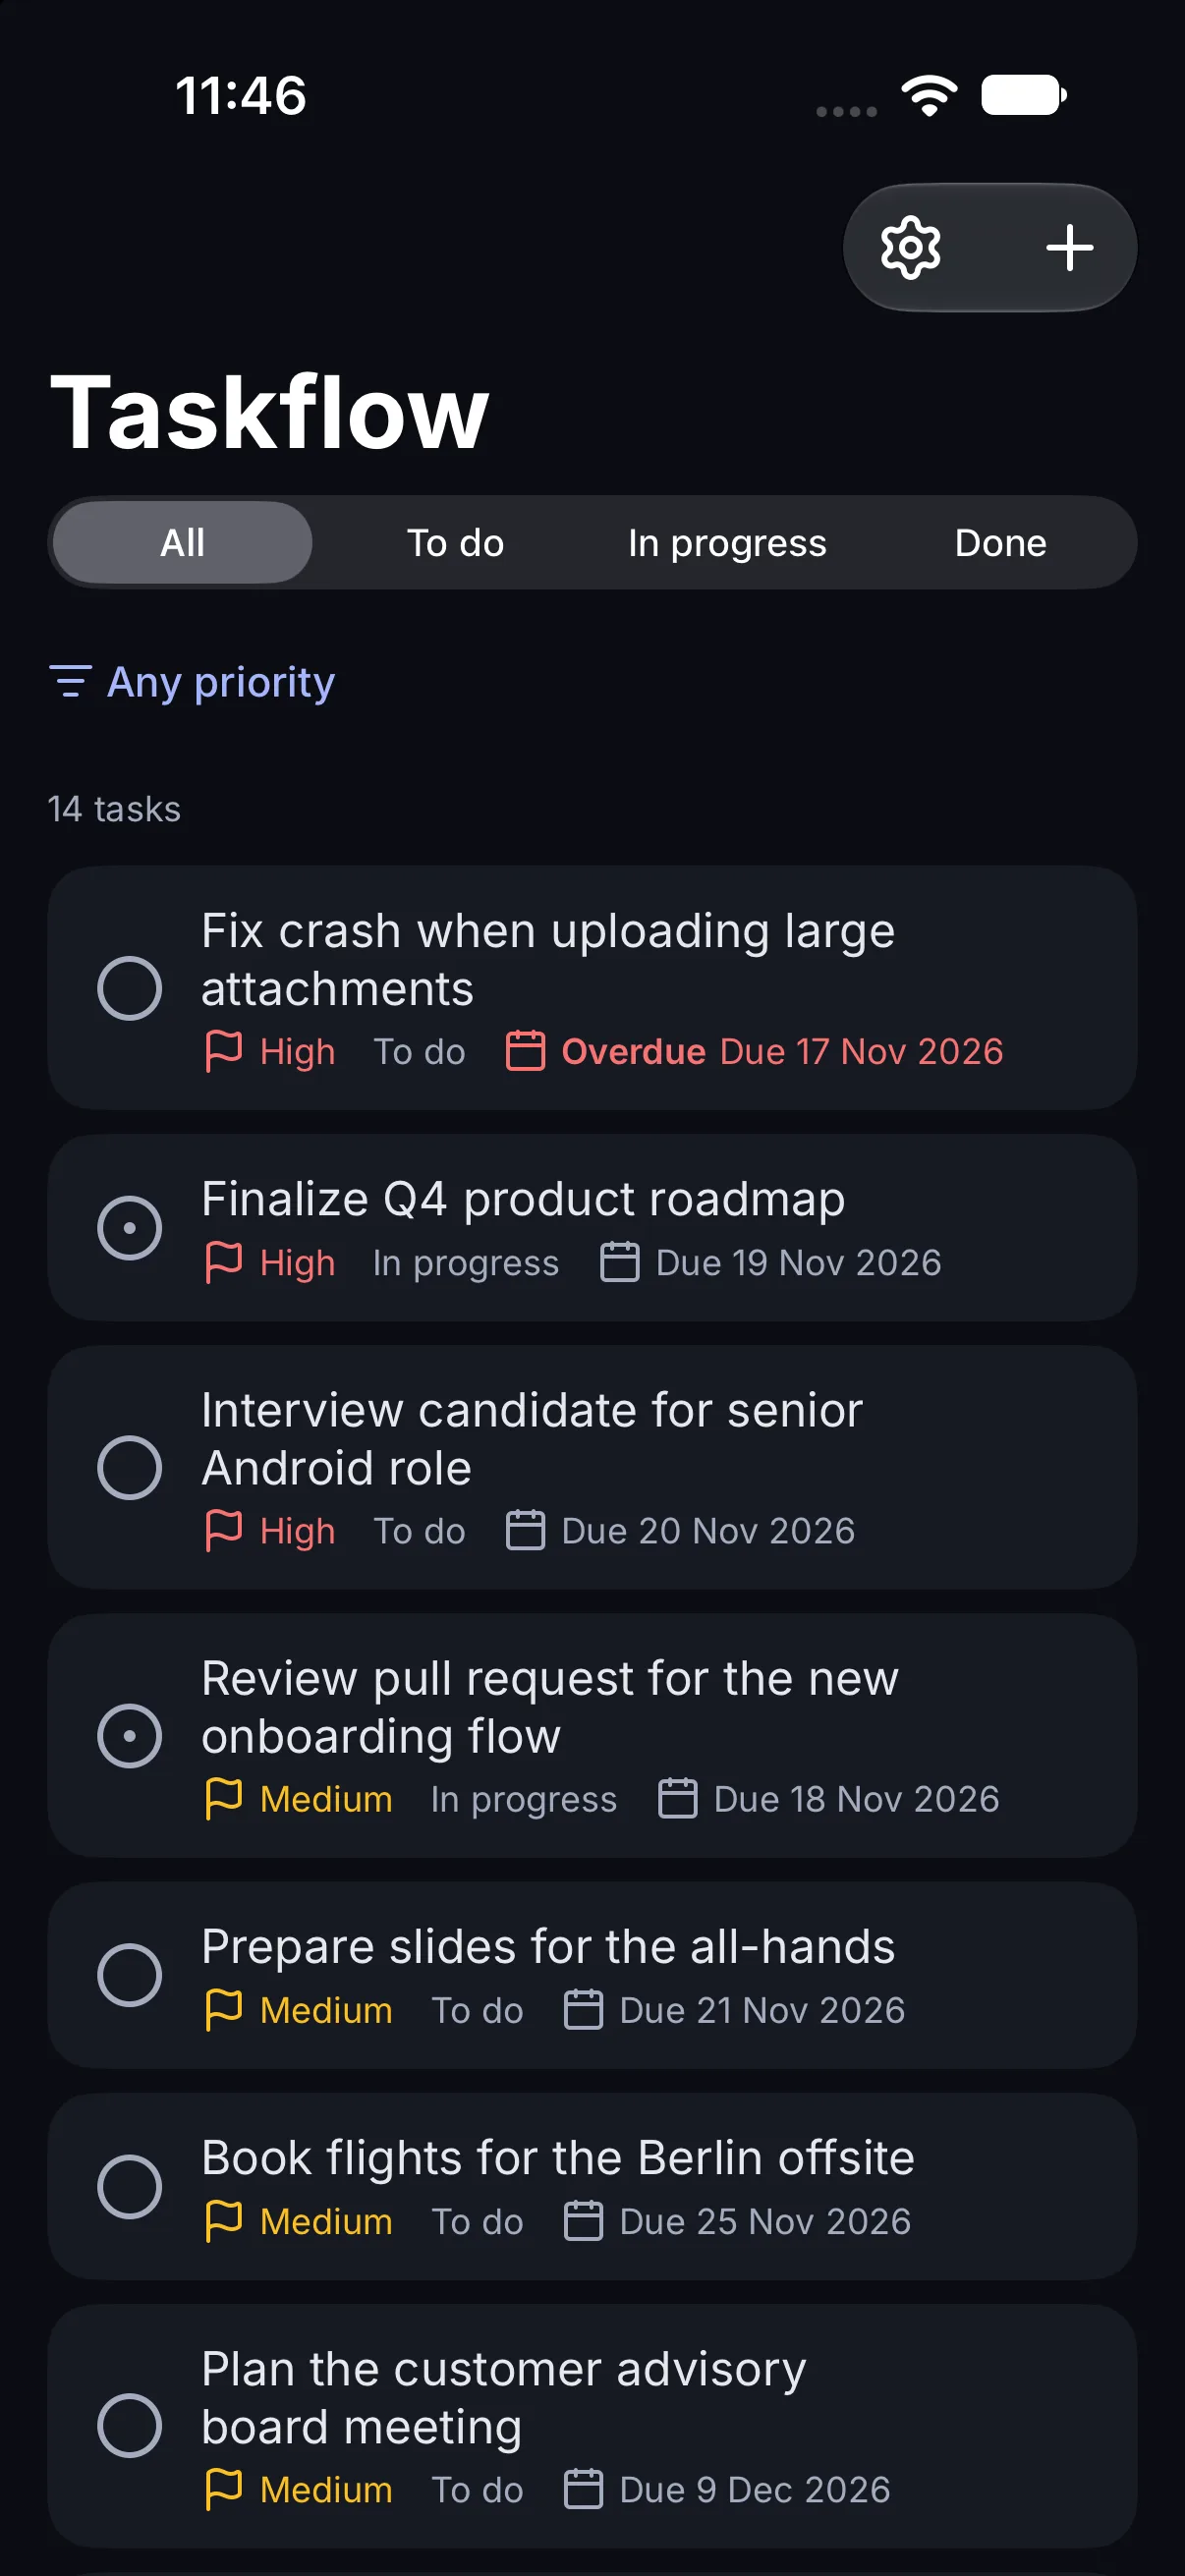 11:46
Taskflow
All To do In progress Done
Any priority
14 tasks
Fix crash when uploading large
attachments
High To do Overdue Due 17 Nov 2026
Finalize Q4 product roadmap
High In progress Due 19 Nov 2026
Interview candidate for senior
Android role
High To do Due 20 Nov 2026
Review pull request for the new
onboarding flow
Medium In progress Due 18 Nov 2026
Prepare slides for the all-hands
Medium To do Due 21 Nov 2026
Book flights for the Berlin offsite
Medium To do Due 25 Nov 2026
Plan the customer advisory
board meeting
Medium To do Due 9 Dec 2026